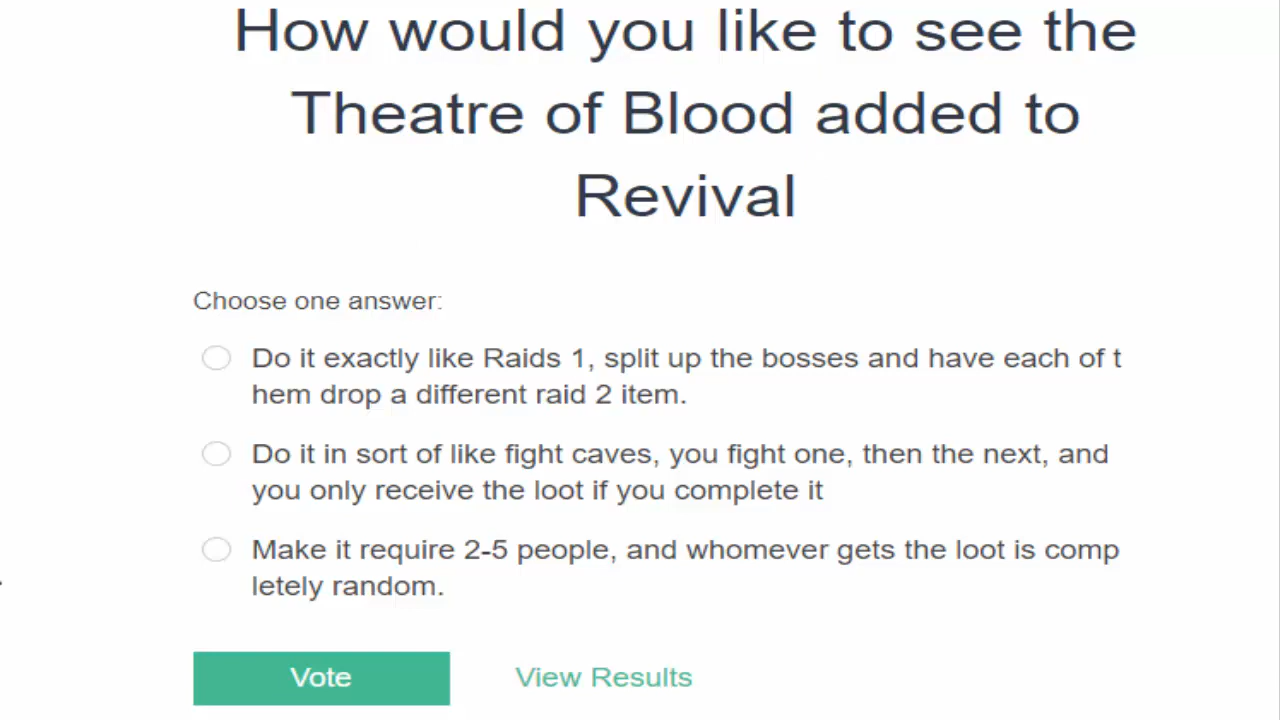 How would you like to see the
Theatre of Blood added to
Revival
Choose one answer:
Do it exactly like Raids 1, split up the bosses and have each of t
hem drop a different raid 2 item.
Do it in sort of like fight caves, you fight one, then the next, and
you only receive the loot if you complete it
Make it require 2-5 people, and whomever gets the loot is comp
letely random.
Vote
View Results